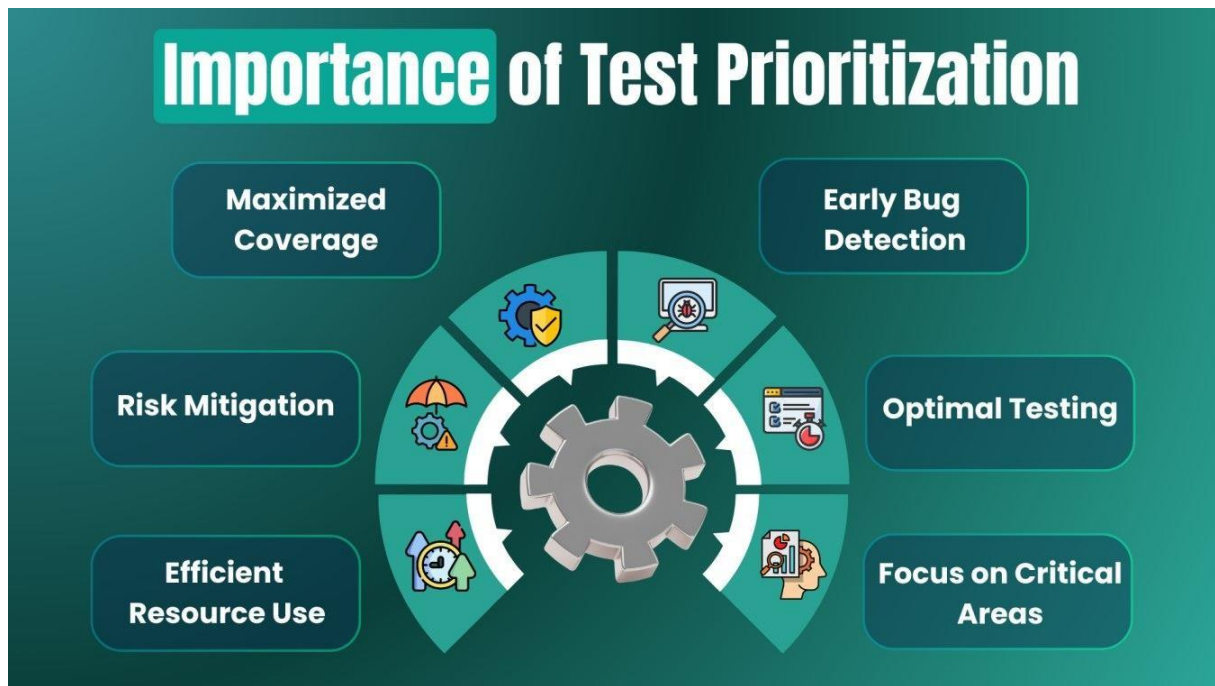 Importance of Test Prioritization
Maximized
Coverage
Early Bug
Detection
Risk Mitigation
Optimal Testing
Efficient
Resource Use
Focus on Critical
Areas